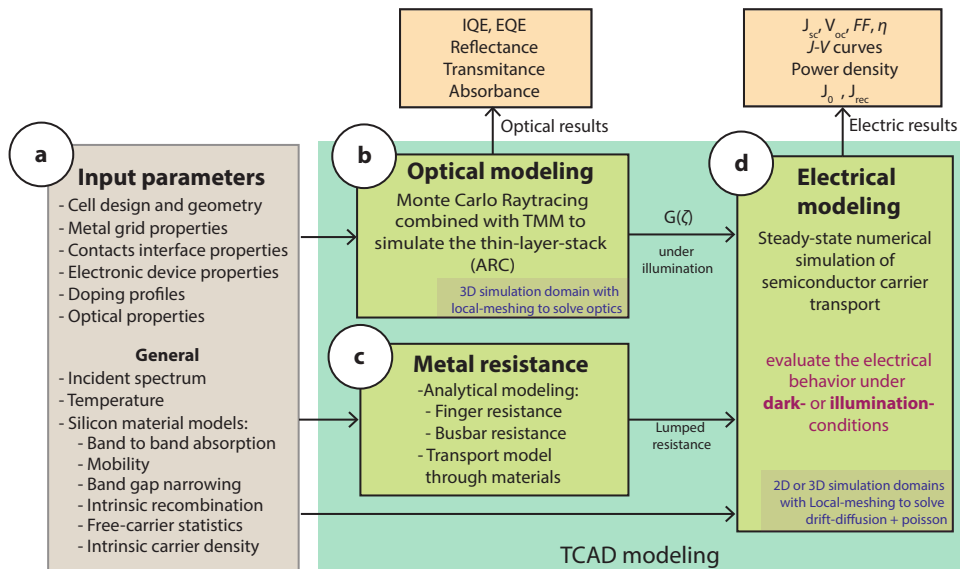 IQE, EQE
Reflectance
Transmitance
Absorbance
Optical results
J_sc, V_oc, FF, η
J-V curves
Power density
J_0 , J_rec
Electric results
a
Input parameters
- Cell design and geometry
- Metal grid properties
- Contacts interface properties
- Electronic device properties
- Doping profiles
- Optical properties
General
- Incident spectrum
- Temperature
- Silicon material models:
- Band to band absorption
- Mobility
- Band gap narrowing
- Intrinsic recombination
- Free-carrier statistics
- Intrinsic carrier density
b
Optical modeling
Monte Carlo Raytracing
combined with TMM to
simulate the thin-layer-stack
(ARC)
3D simulation domain with
local-meshing to solve optics
G(ζ)
under
illumination
c
Metal resistance
-Analytical modeling:
- Finger resistance
- Busbar resistance
- Transport model
through materials
Lumped
resistance
d
Electrical
modeling
Steady-state numerical
simulation of
semiconductor carrier
transport
evaluate the electrical
behavior under
dark- or illumination-
conditions
2D or 3D simulation domains
with Local-meshing to solve
drift-diffusion + poisson
TCAD modeling